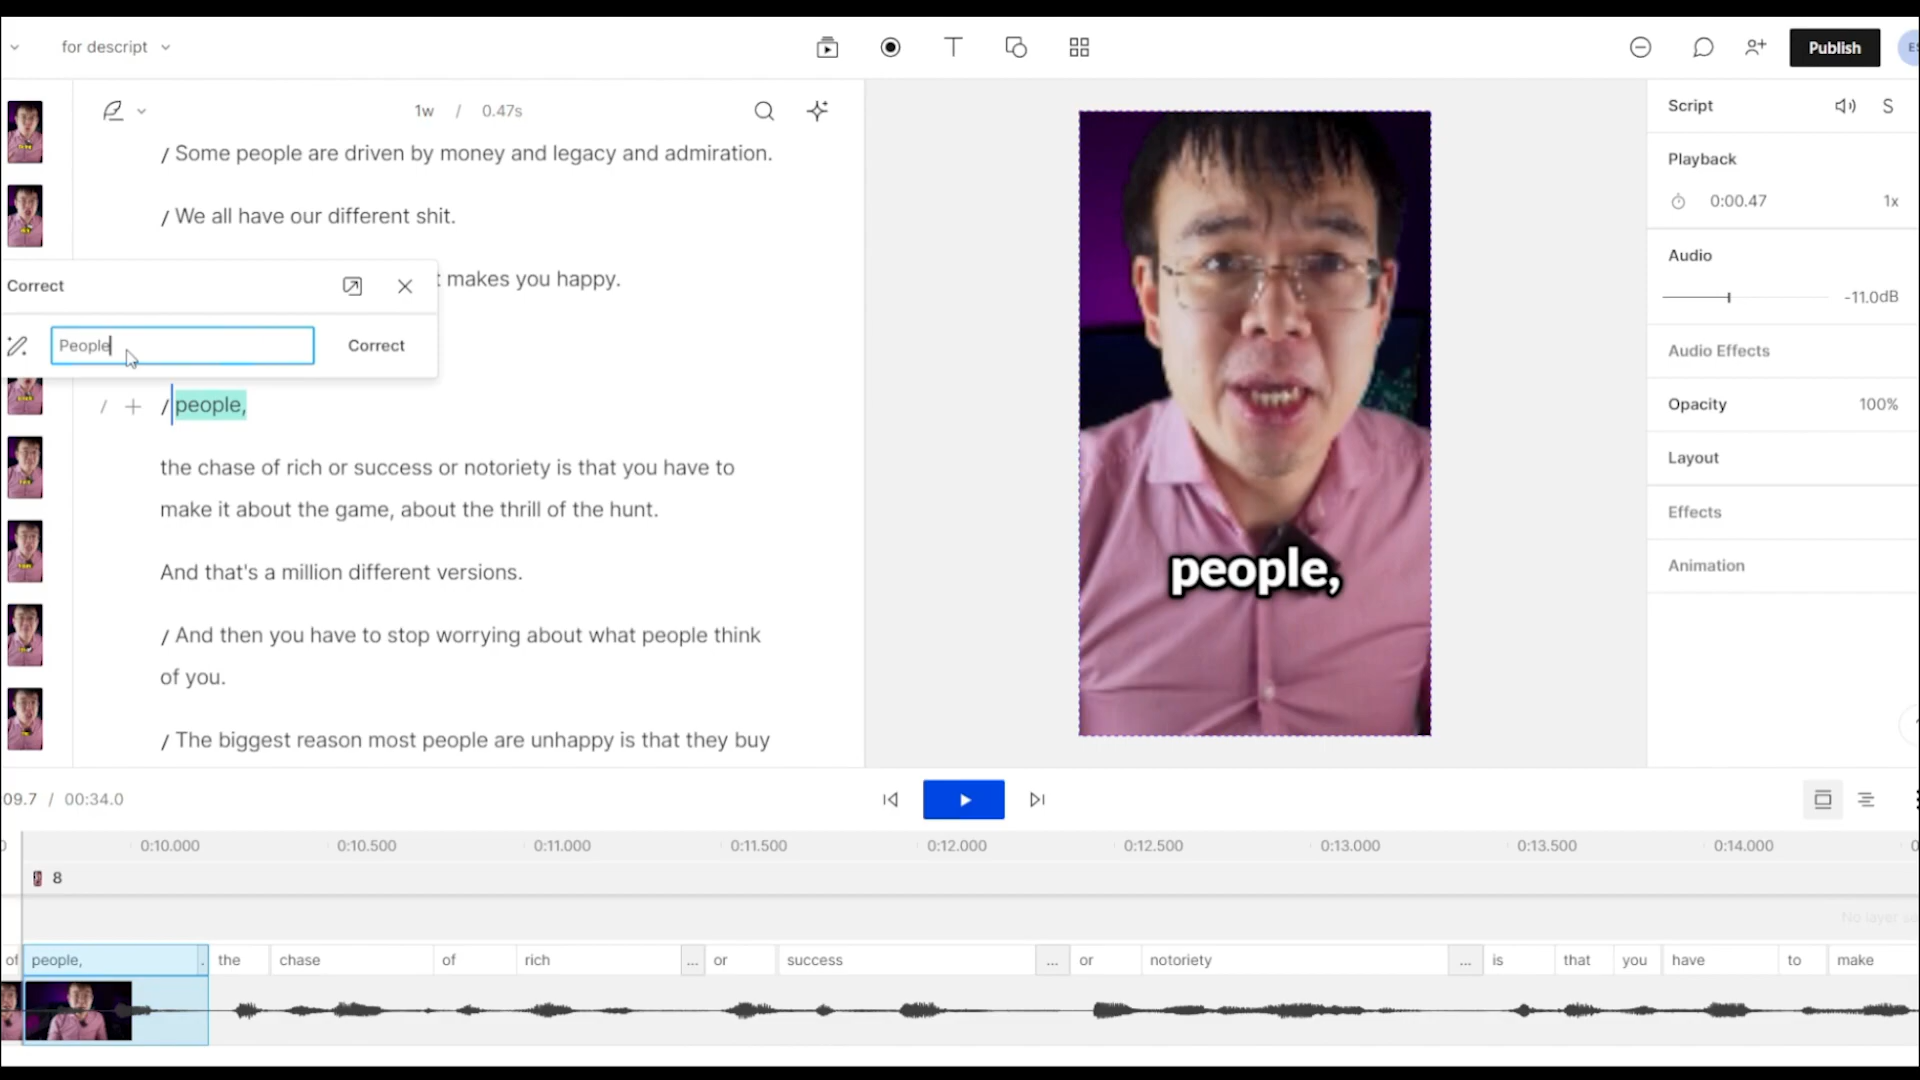 for descript
Publish
ES
1w / 0.47s
/ Some people are driven by money and legacy and admiration.
/ We all have our different shit.
t makes you happy.
Correct
People
Correct
/ + / people,
the chase of rich or success or notoriety is that you have to
make it about the game, about the thrill of the hunt.
And that's a million different versions.
/ And then you have to stop worrying about what people think
of you.
/ The biggest reason most people are unhappy is that they buy
people,
Script
S
Playback
0:00.47 1x
Audio
-11.0dB
Audio Effects
Opacity 100%
Layout
Effects
Animation
09.7 / 00:34.0
0 0:10.000 0:10.500 0:11.000 0:11.500 0:12.000 0:12.500 0:13.000 0:13.500 0:14.000 0
8
No layer se
of people, . the chase of rich ... or success ... or notoriety ... is that you have to make